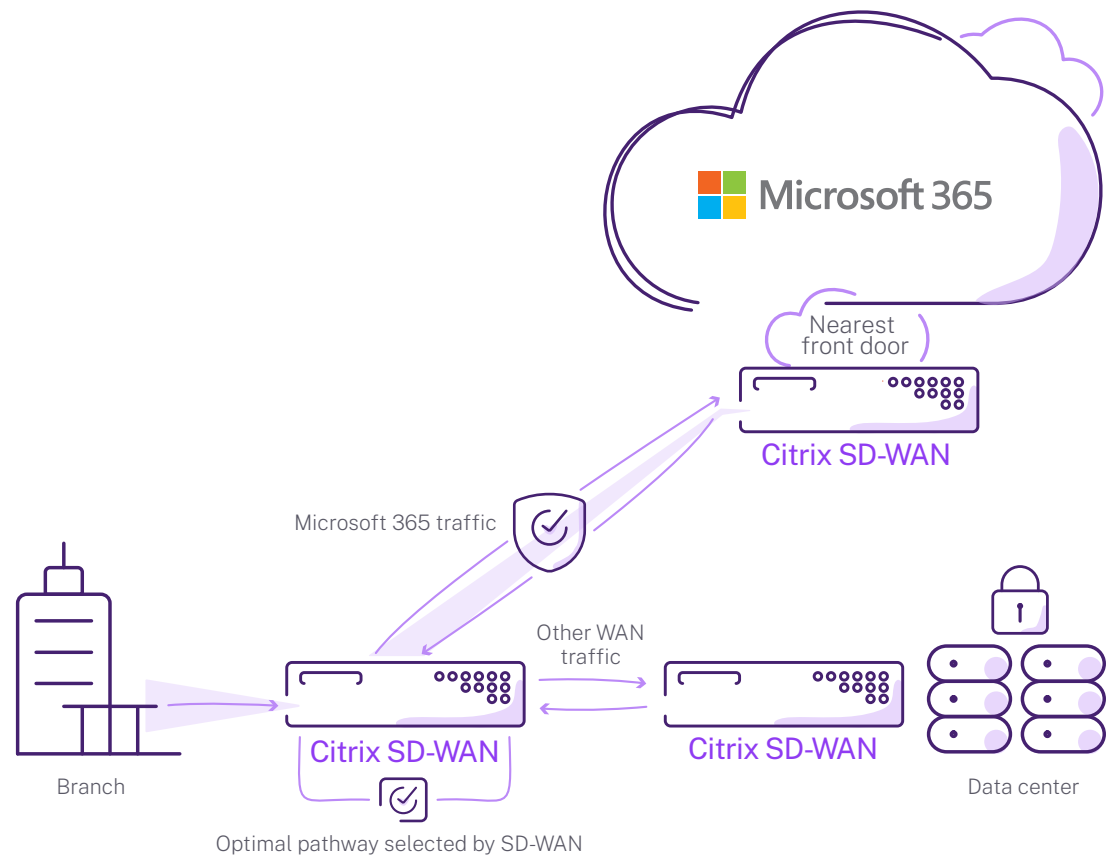 Microsoft 365
Nearest
front door
Citrix SD-WAN
Microsoft 365 traffic
Other WAN
traffic
Citrix SD-WAN
Citrix SD-WAN
Branch
Data center
Optimal pathway selected by SD-WAN